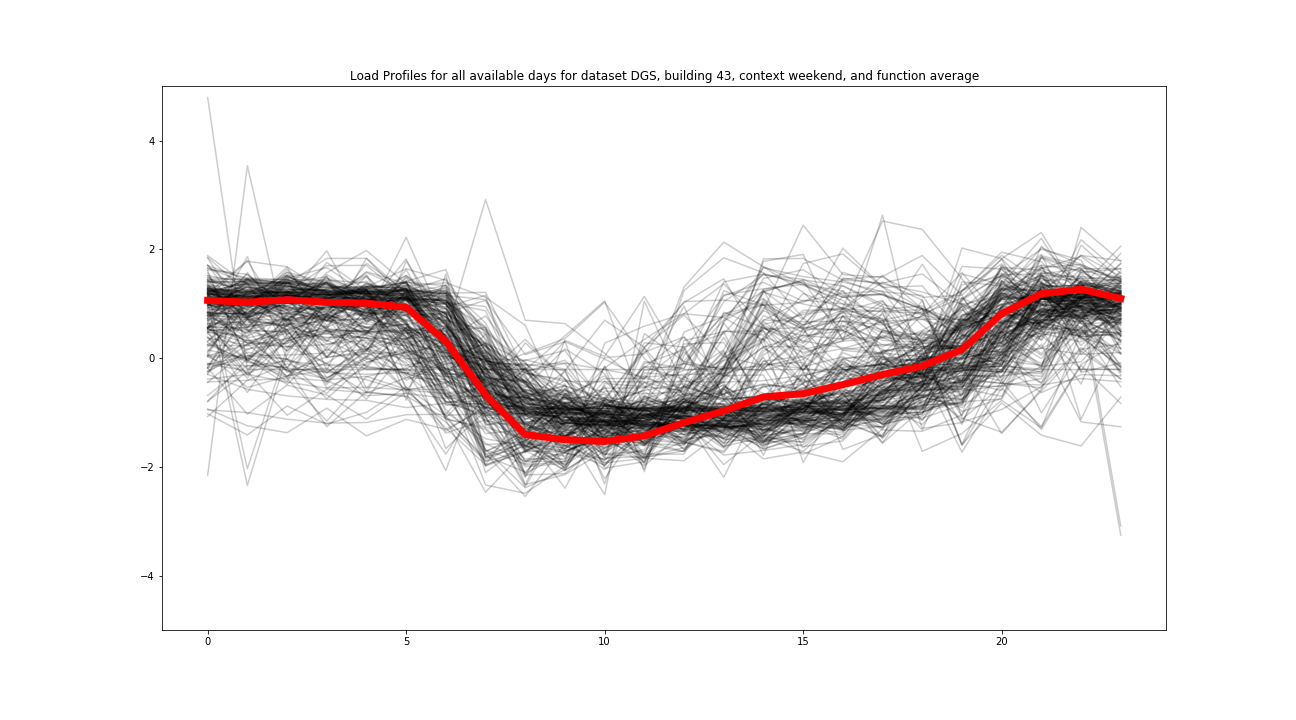 Load Profiles for all available days for dataset DGS, building 43, context weekend, and function average
4
2
0
−2
−4
0 5 10 15 20